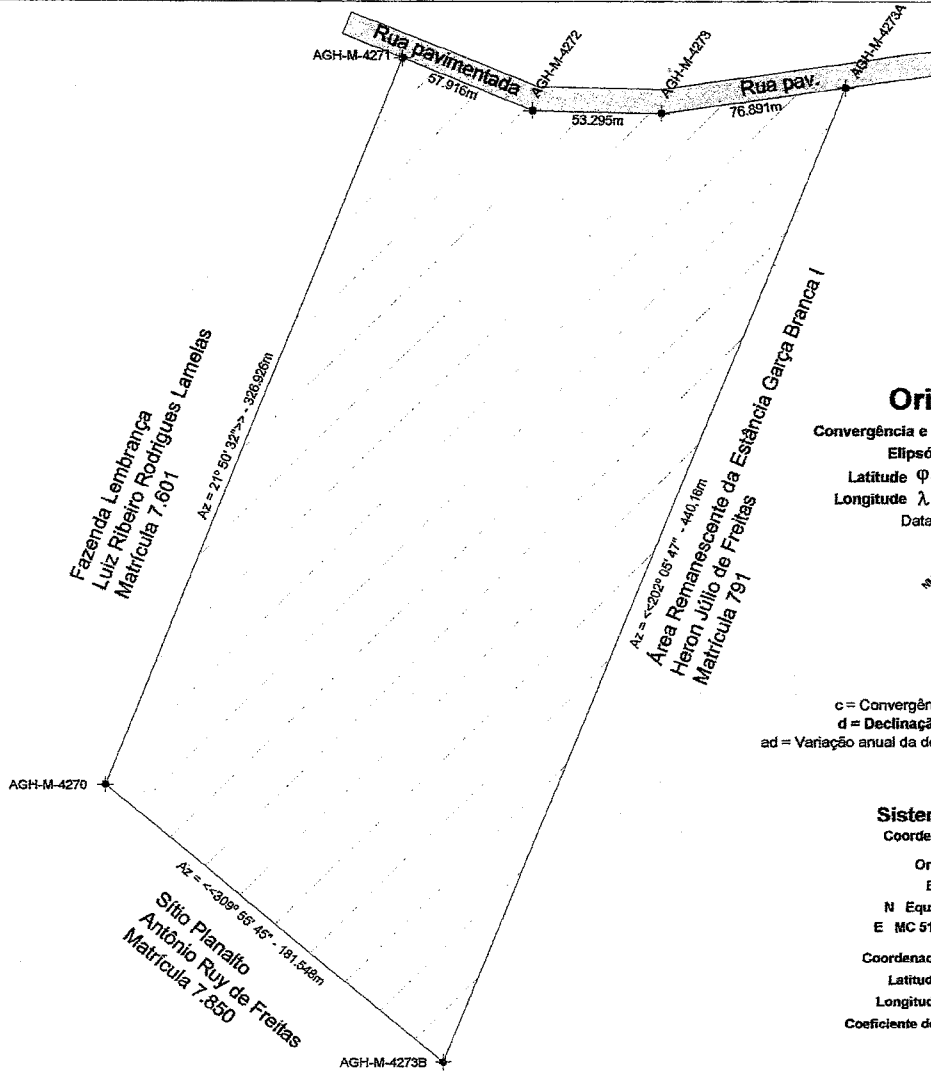 AGH-M-4271
Rua pavimentada
57.916m
AGH-M-4272
53.295m
AGH-M-4273
Rua pav.
76.891m
AGH-M-4273A
Fazenda Lembrança
Luiz Ribeiro Rodrigues Lamelas
Matrícula 7.601
Az = 21° 50' 32">> - 326.926m
Az = <<202° 05' 47" - 440.16m
Área Remanescente da Estância Garça Branca I
Heron Júlio de Freitas
Matrícula 791
Ori
Convergência e
Elipsó
Latitude φ
Longitude λ
Data
c = Convergên
d = Declinaçã
ad = Variação anual da de
AGH-M-4270
Az = <<309° 55' 45" - 181.548m
Sítio Planalto
Antônio Ruy de Freitas
Matrícula 7.850
AGH-M-4273B
Sister
Coorde
Or
E
N Equ
E MC 51
Coordenac
Latitud
Longitud
Coeficiente de